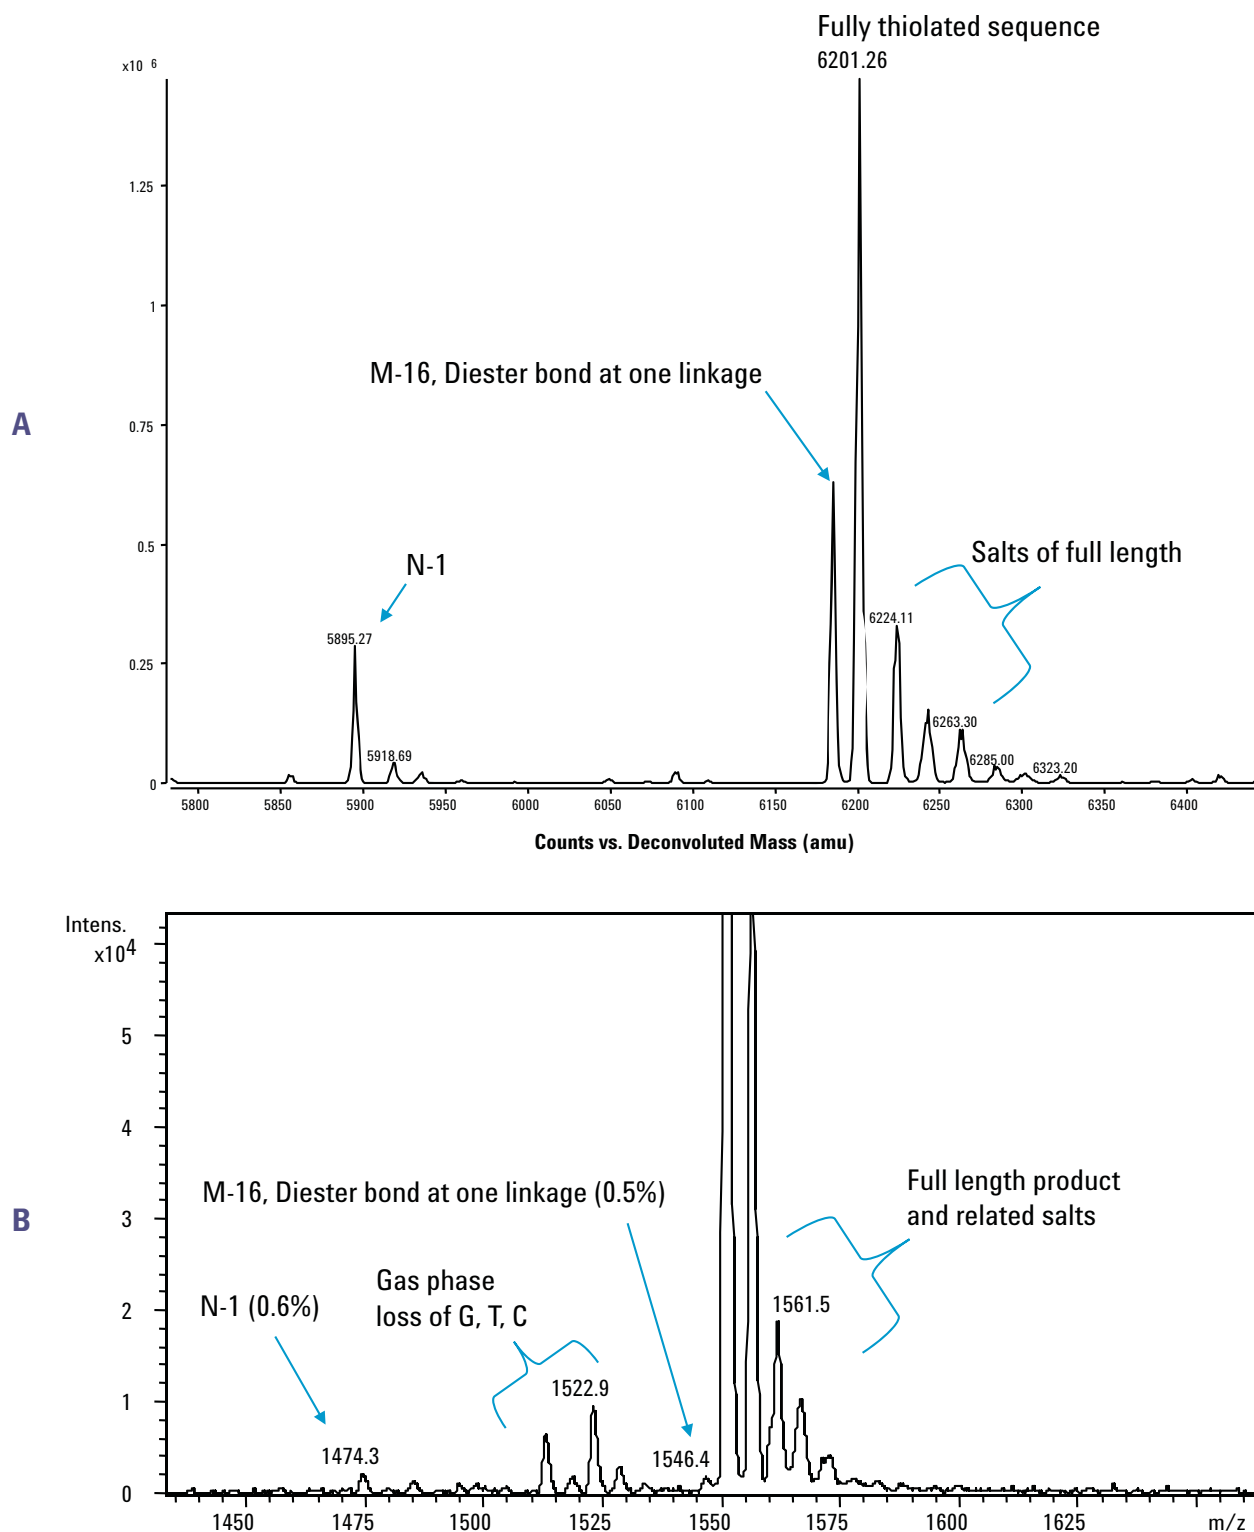 Fully thiolated sequence
6201.26
x10 6
1.25
1
M-16, Diester bond at one linkage
A
0.75
0.5
N-1
Salts of full length
5895.27
6224.11
0.25
5918.69
6263.30
6285.00
6323.20
0
5800 5850 5900 5950 6000 6050 6100 6150 6200 6250 6300 6350 6400
Counts vs. Deconvoluted Mass (amu)
Intens.
x10^4
5
4
M-16, Diester bond at one linkage (0.5%)
Full length product
and related salts
B
3
Gas phase
loss of G, T, C
N-1 (0.6%)
2
1561.5
1522.9
1
1474.3
1546.4
0
1450 1475 1500 1525 1550 1575 1600 1625 m/z